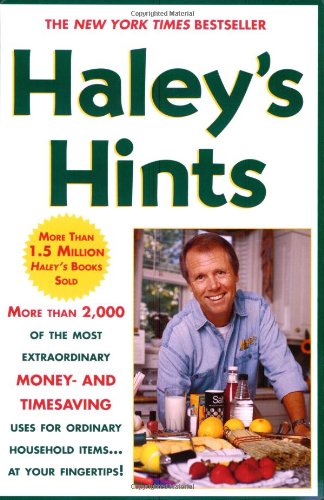 THE NEW YORK TIMES BESTSELLER
Haley's
Hints
MORE THAN
1.5 MILLION
HALEY'S BOOKS
SOLD
MORE THAN 2,000
OF THE MOST
EXTRAORDINARY
MONEY- AND
TIMESAVING
USES FOR ORDINARY
HOUSEHOLD ITEMS...
AT YOUR FINGERTIPS!
Salt